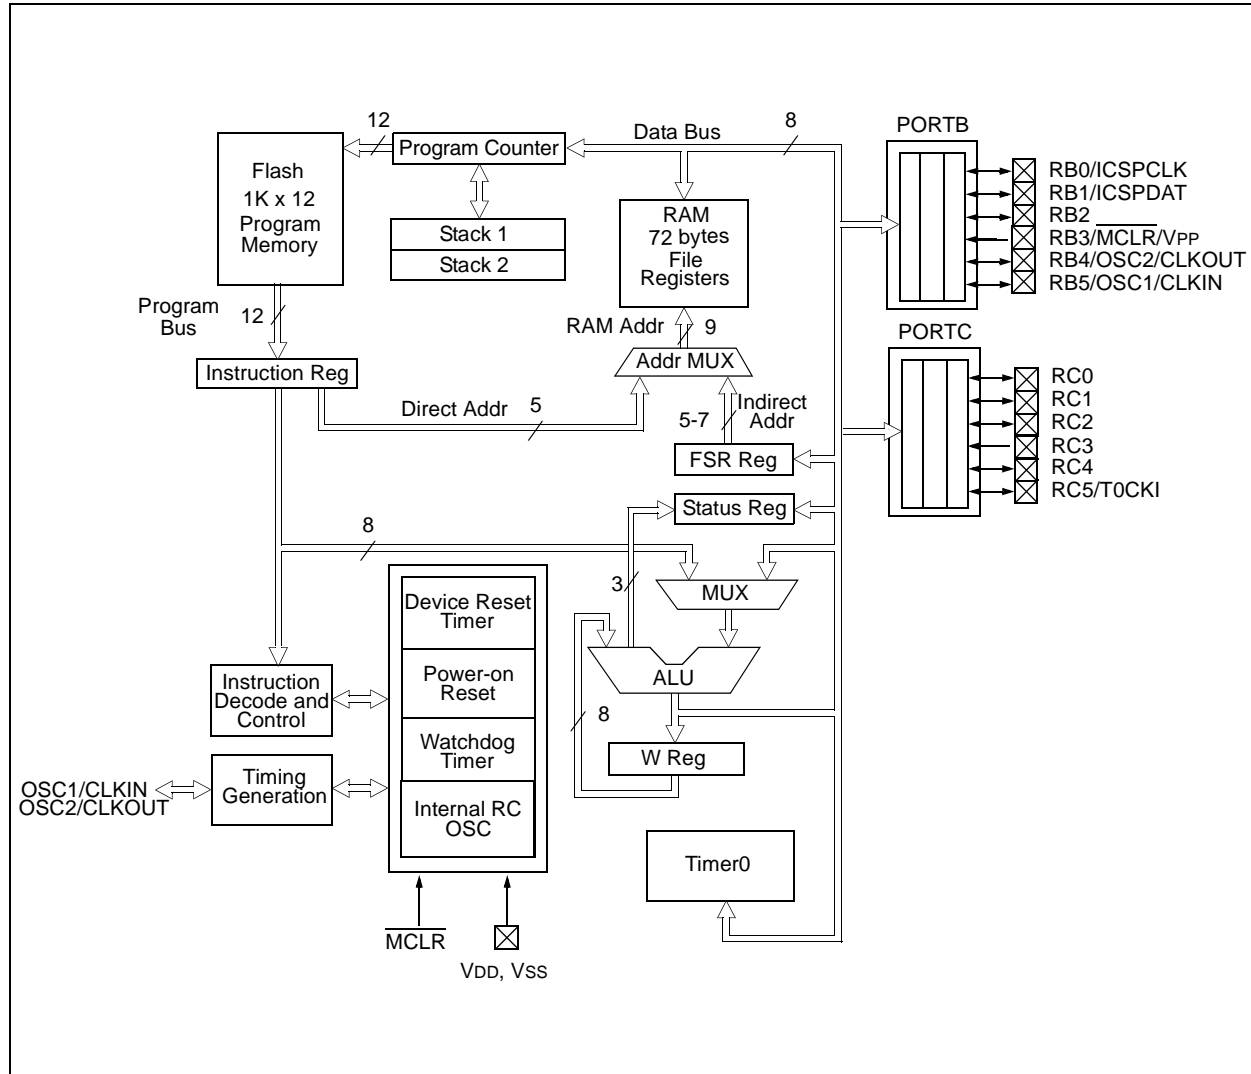 12
Data Bus
8
PORTB
Flash
1K x 12
Program
Memory
Program Counter
Stack 1
Stack 2
RAM
72 bytes
File
Registers
RB0/ICSPCLK
RB1/ICSPDAT
RB2
RB3/MCLR/VPP
RB4/OSC2/CLKOUT
RB5/OSC1/CLKIN
Program
Bus
12
RAM Addr
9
PORTC
Instruction Reg
Addr MUX
Direct Addr
5
5-7
Indirect
Addr
RC0
RC1
RC2
RC3
RC4
RC5/T0CKI
FSR Reg
Status Reg
8
3
MUX
Device Reset
Timer
Power-on
Reset
Watchdog
Timer
Internal RC
OSC
ALU
Instruction
Decode and
Control
8
W Reg
OSC1/CLKIN
OSC2/CLKOUT
Timing
Generation
Timer0
MCLR
VDD, VSS